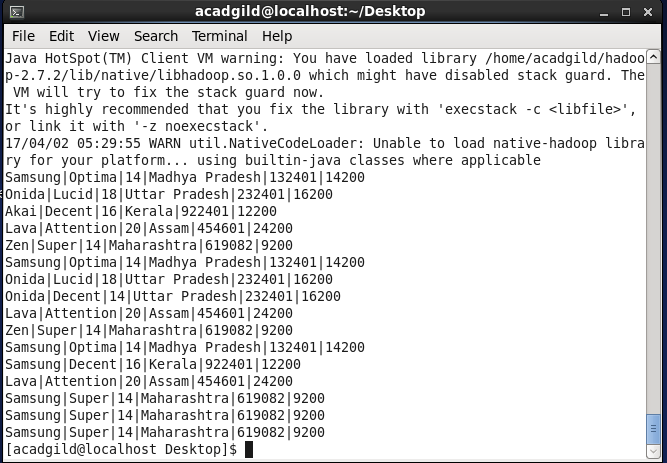 acadgild@localhost:~/Desktop
File Edit View Search Terminal Help
Java HotSpot(TM) Client VM warning: You have loaded library /home/acadgild/hadoo
p-2.7.2/lib/native/libhadoop.so.1.0.0 which might have disabled stack guard. The
 VM will try to fix the stack guard now.
It's highly recommended that you fix the library with 'execstack -c <libfile>',
or link it with '-z noexecstack'.
17/04/02 05:29:55 WARN util.NativeCodeLoader: Unable to load native-hadoop libra
ry for your platform... using builtin-java classes where applicable
Samsung|Optima|14|Madhya Pradesh|132401|14200
Onida|Lucid|18|Uttar Pradesh|232401|16200
Akai|Decent|16|Kerala|922401|12200
Lava|Attention|20|Assam|454601|24200
Zen|Super|14|Maharashtra|619082|9200
Samsung|Optima|14|Madhya Pradesh|132401|14200
Onida|Lucid|18|Uttar Pradesh|232401|16200
Onida|Decent|14|Uttar Pradesh|232401|16200
Lava|Attention|20|Assam|454601|24200
Zen|Super|14|Maharashtra|619082|9200
Samsung|Optima|14|Madhya Pradesh|132401|14200
Samsung|Decent|16|Kerala|922401|12200
Lava|Attention|20|Assam|454601|24200
Samsung|Super|14|Maharashtra|619082|9200
Samsung|Super|14|Maharashtra|619082|9200
Samsung|Super|14|Maharashtra|619082|9200
[acadgild@localhost Desktop]$